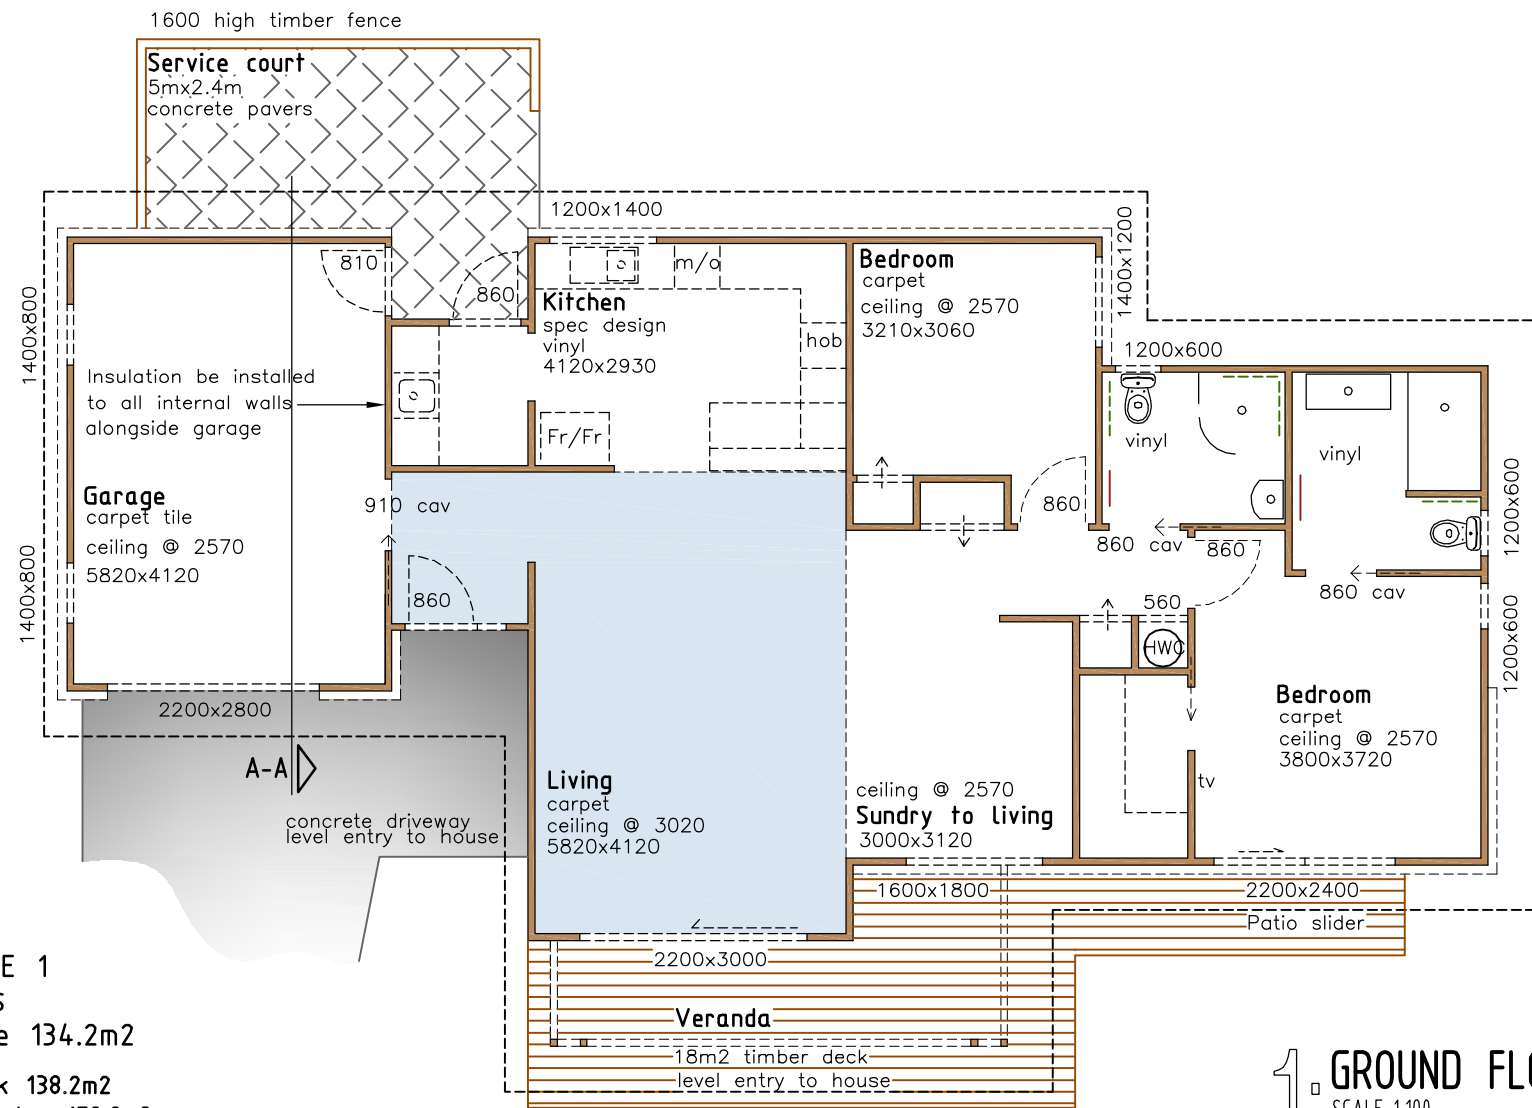 1600 high timber fence
Service court
5mx2.4m
concrete pavers
1200x1400
1400x1200
810
860
m/o
Kitchen
spec design
vinyl
4120x2930
hob
Fr/Fr
Bedroom
carpet
ceiling @ 2570
3210x3060
1200x600
vinyl
vinyl
1400x800
Insulation be installed
to all internal walls
alongside garage
Garage
carpet tile
ceiling @ 2570
5820x4120
1400x800
910 cav
860
860
860 cav
860
860 cav
560
HWC
1200x600
1200x600
2200x2800
A-A
concrete driveway
level entry to house
Living
carpet
ceiling @ 3020
5820x4120
ceiling @ 2570
Sundry to living
3000x3120
Bedroom
carpet
ceiling @ 2570
3800x3720
tv
1600x1800
2200x2400
Patio slider
2200x3000
Veranda
18m2 timber deck
level entry to house
E 1
S
e 134.2m2
k 138.2m2
1. GROUND FLO
SCALE 1:100